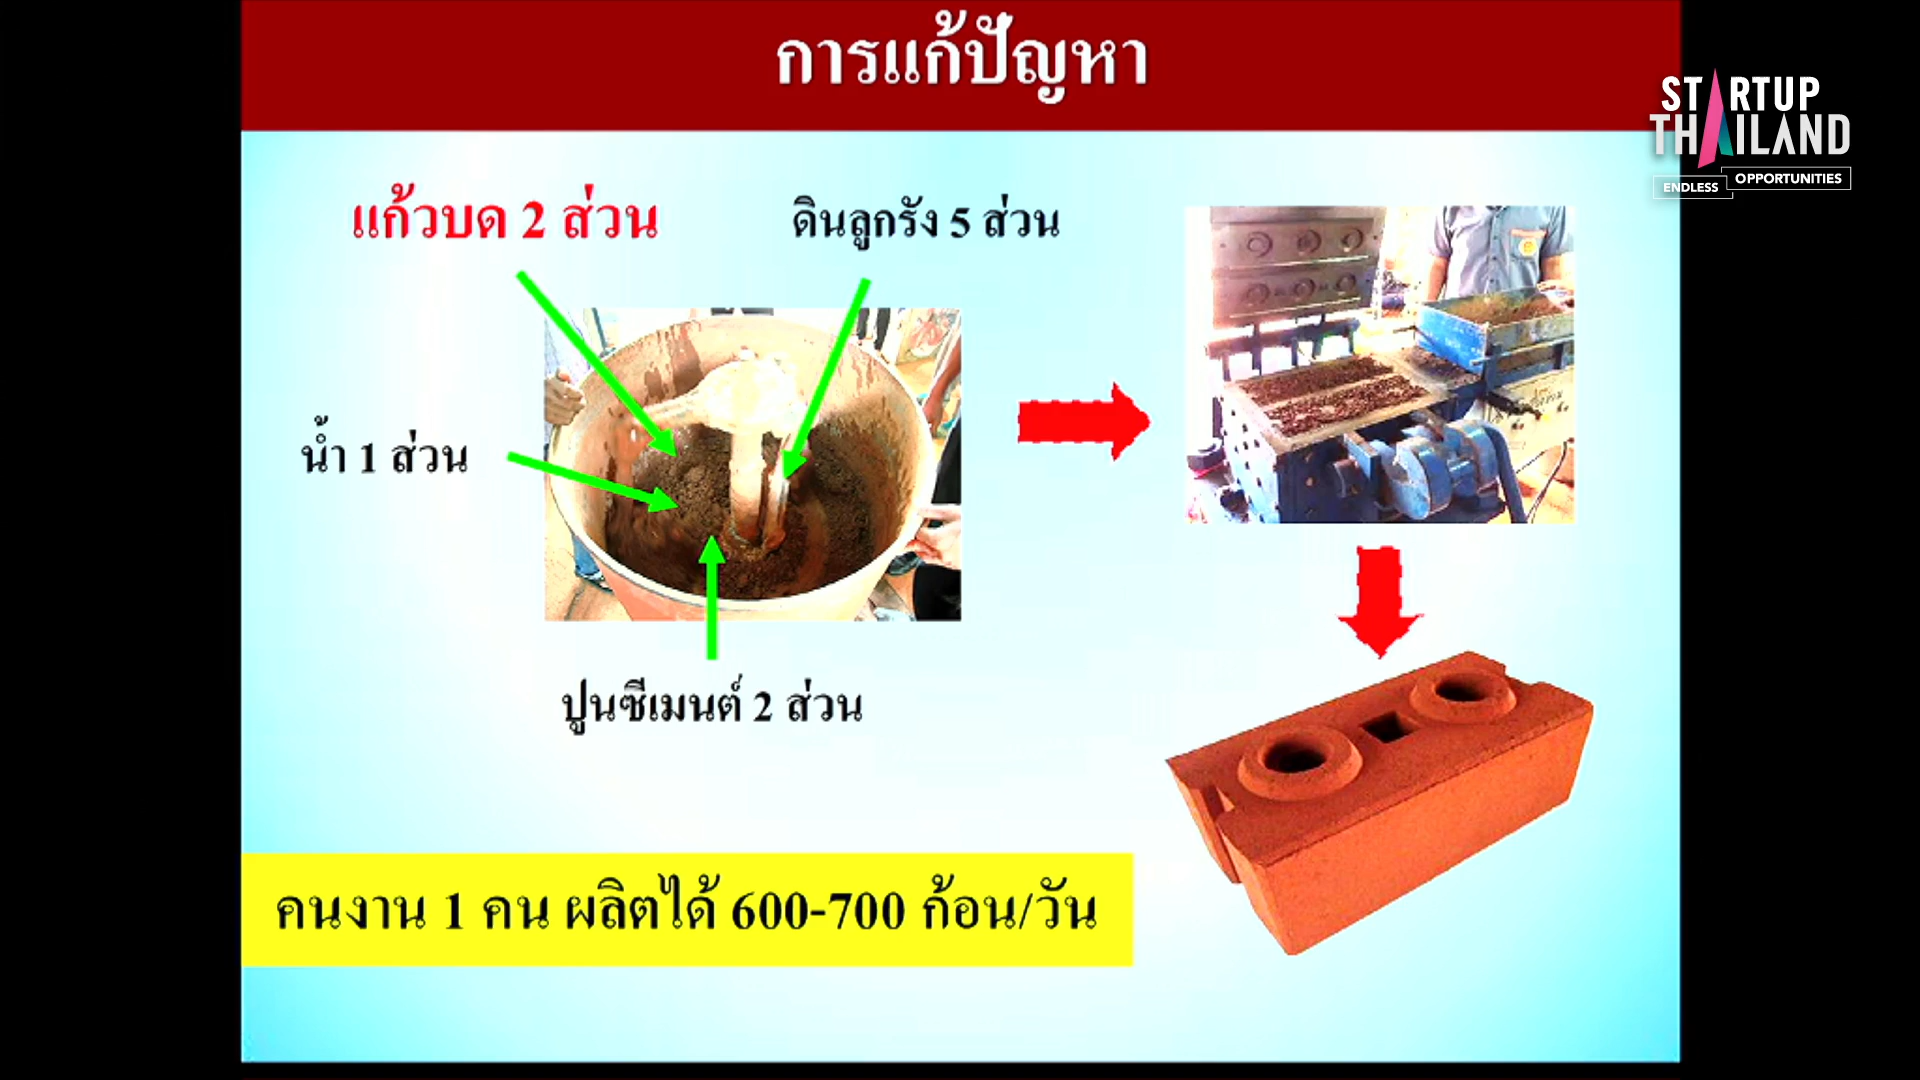 การแก้ปัญหา
STARTUP
THAILAND
ENDLESS OPPORTUNITIES
แก้วบด 2 ส่วน
ดินลูกรัง 5 ส่วน
น้ำ 1 ส่วน
ปูนซีเมนต์ 2 ส่วน
คนงาน 1 คน ผลิตได้ 600-700 ก้อน/วัน